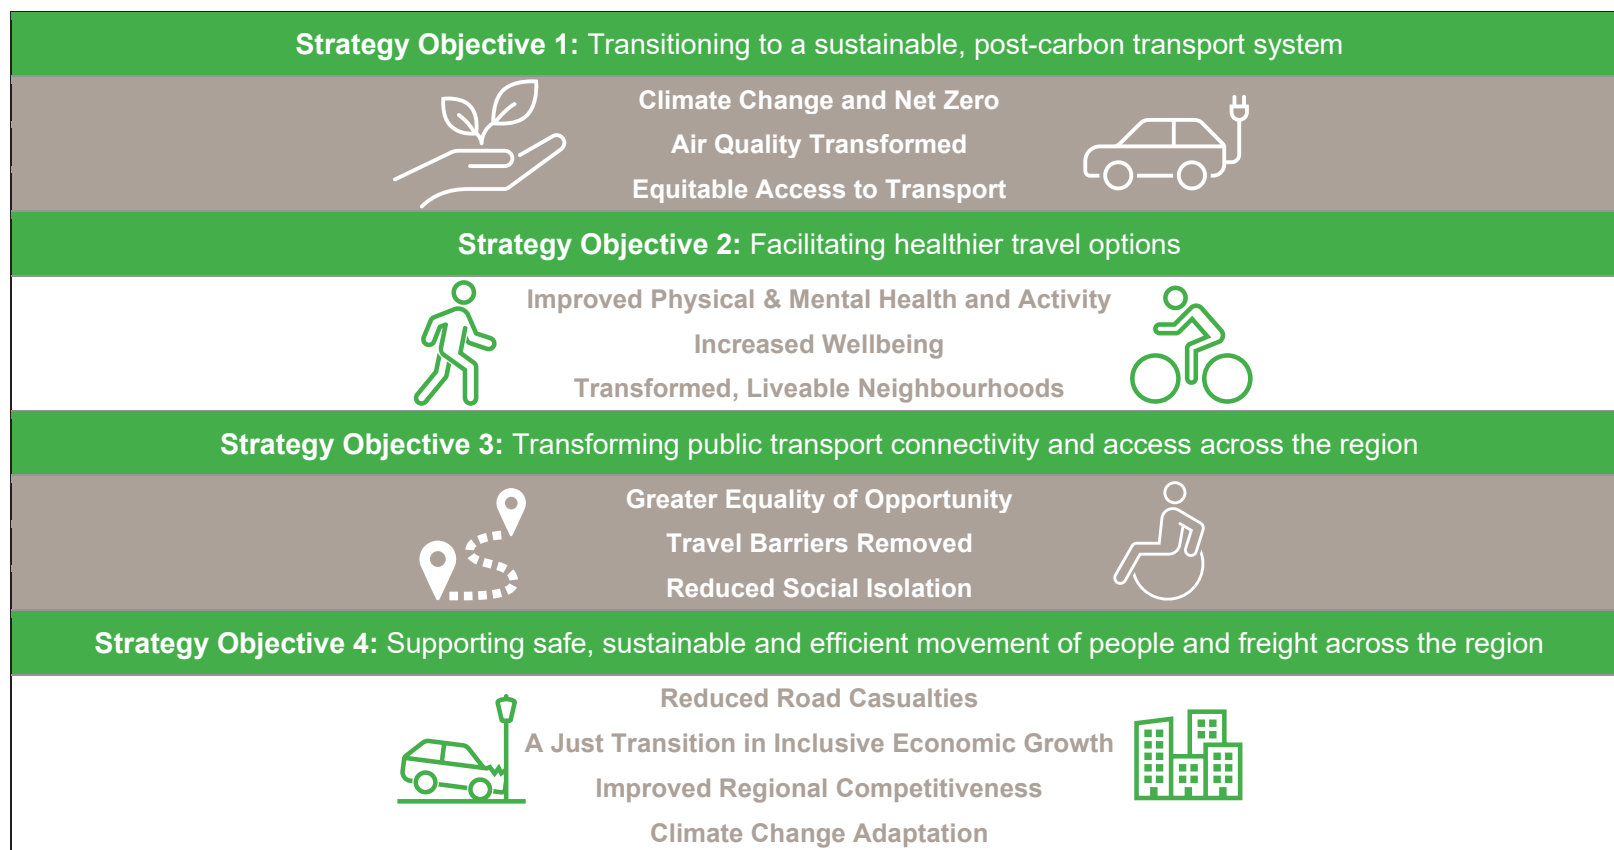 Strategy Objective 1: Transitioning to a sustainable, post-carbon transport system
Climate Change and Net Zero
Air Quality Transformed
Equitable Access to Transport
Strategy Objective 2: Facilitating healthier travel options
Improved Physical & Mental Health and Activity
Increased Wellbeing
Transformed, Liveable Neighbourhoods
Strategy Objective 3: Transforming public transport connectivity and access across the region
Greater Equality of Opportunity
Travel Barriers Removed
Reduced Social Isolation
Strategy Objective 4: Supporting safe, sustainable and efficient movement of people and freight across the region
Reduced Road Casualties
A Just Transition in Inclusive Economic Growth
Improved Regional Competitiveness
Climate Change Adaptation